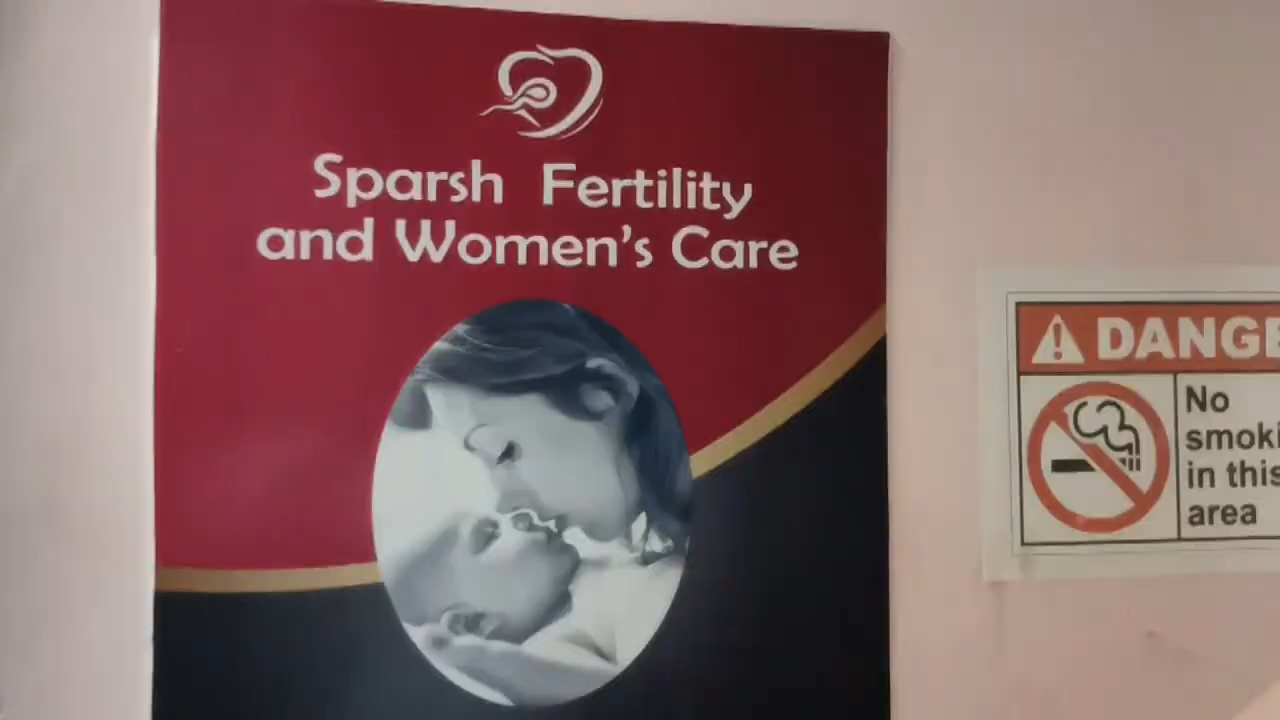 Sparsh Fertility
and Women's Care
DANGE
No
smoki
in this
area